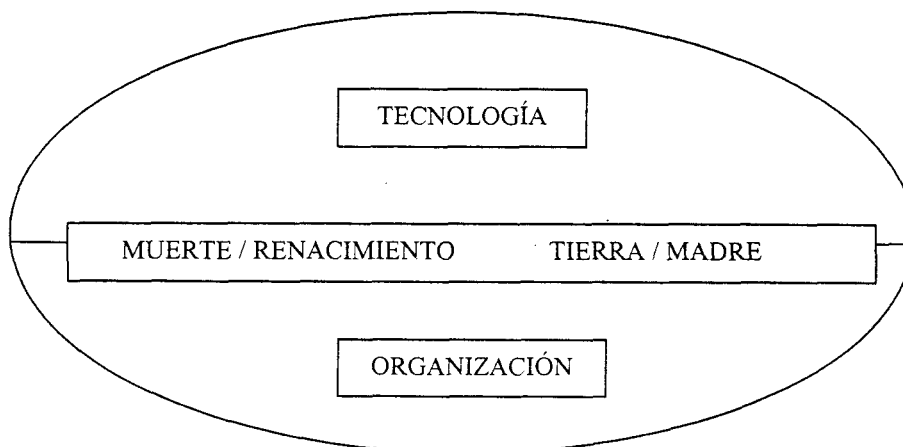 TECNOLOGÍA
MUERTE / RENACIMIENTO TIERRA / MADRE
ORGANIZACIÓN